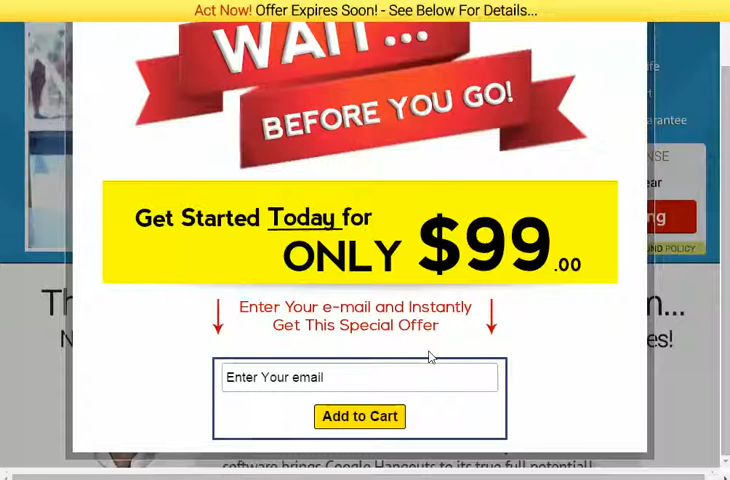 Act Now! Offer Expires Soon! - See Below For Details...
WAIT...
BEFORE YOU GO!
Get Started Today for
ONLY $99.00
Enter Your e-mail and Instantly
Get This Special Offer
Enter Your email
Add to Cart
software brings Google Hangouts to its true full potential!